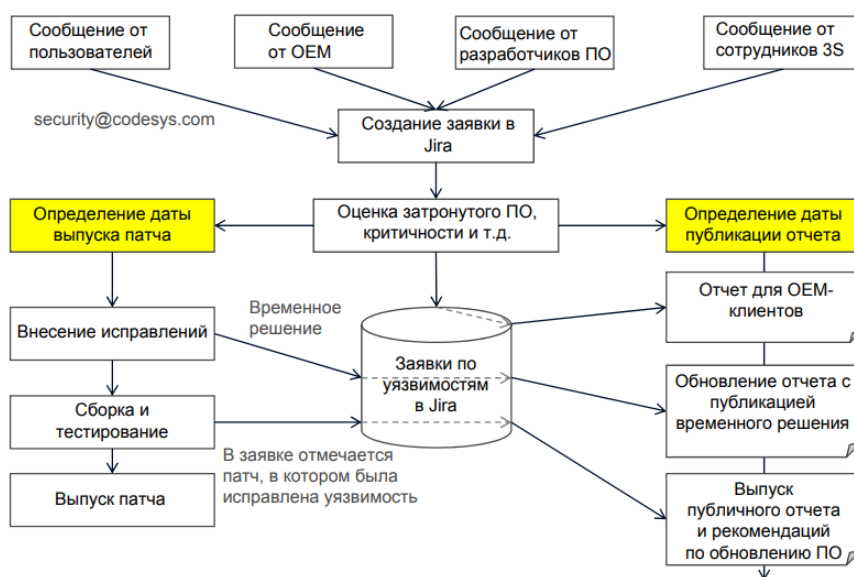 Сообщение от
пользователей
Сообщение
от OEM
Сообщение от
разработчиков ПО
Сообщение от
сотрудников 3S
security@codesys.com
Создание заявки в
Jira
Определение даты
выпуска патча
Оценка затронутого ПО,
критичности и т.д.
Определение даты
публикации отчета
Внесение исправлений
Временное
решение
Отчет для OEM-
клиентов
Заявки по
уязвимостям
в Jira
Обновление отчета с
публикацией
временного решения
Сборка и
тестирование
В заявке отмечается
патч, в котором была
исправлена уязвимость
Выпуск патча
Выпуск
публичного отчета
и рекомендаций
по обновлению ПО